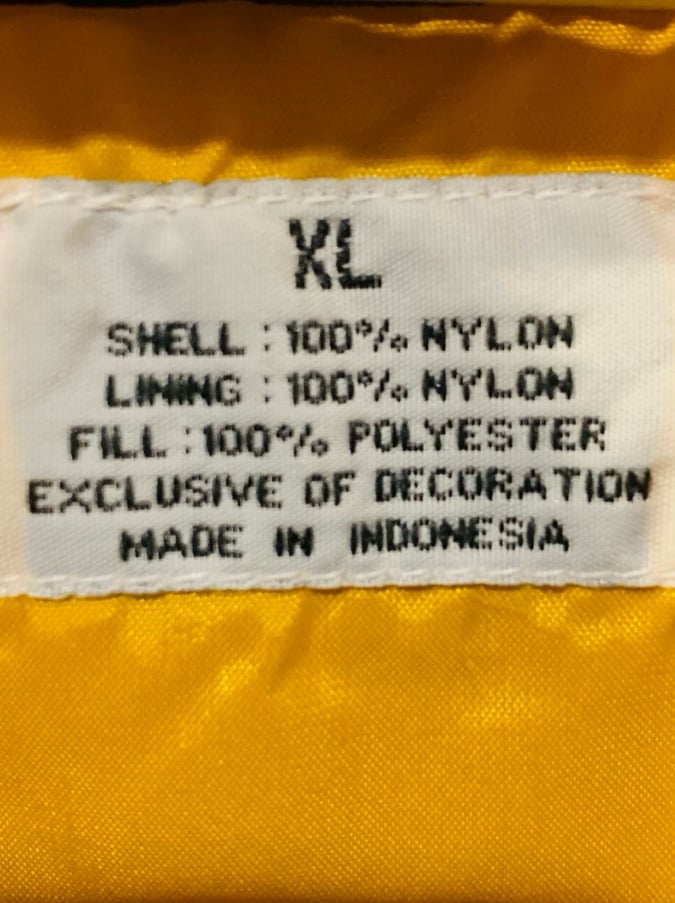 XL
SHELL : 100% NYLON
LINING : 100% NYLON
FILL : 100% POLYESTER
EXCLUSIVE OF DECORATION
MADE IN INDONESIA